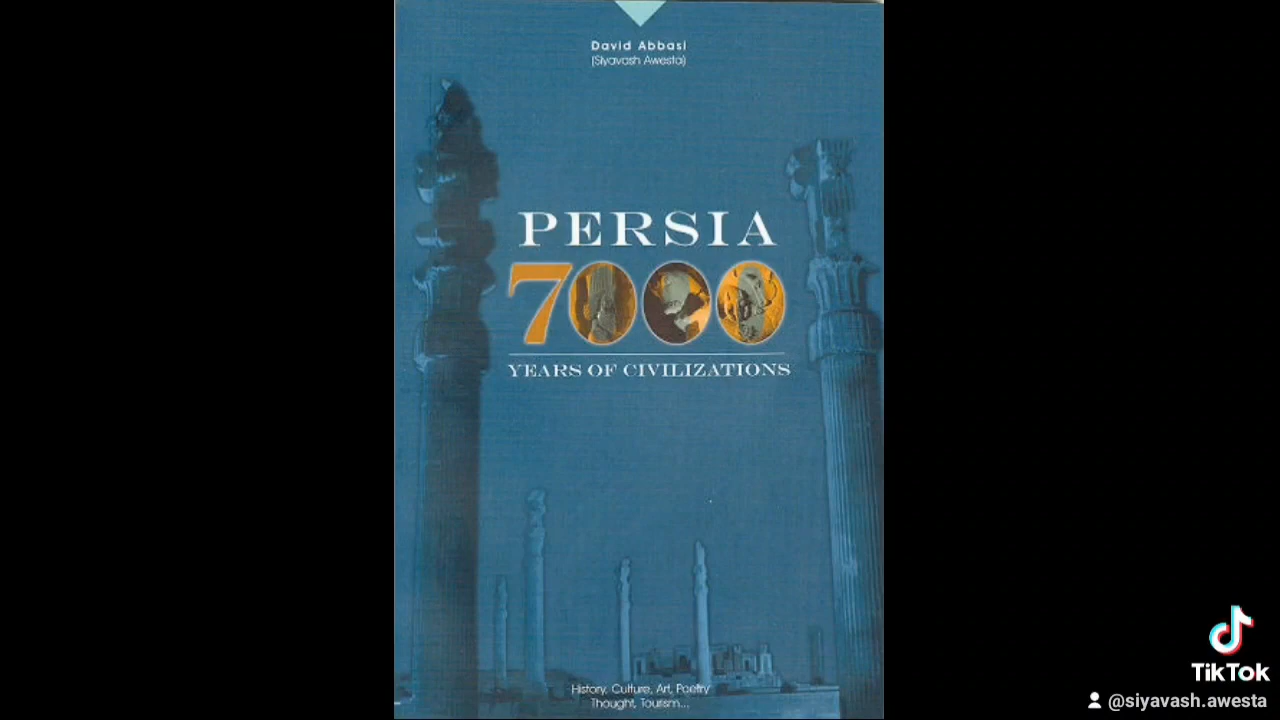 David Abbasi
(Siyavash Awesta)
PERSIA
7000
YEARS OF CIVILIZATIONS
History, Culture, Art, Poetry
Thought, Tourism...
TikTok
@siyavash.awesta